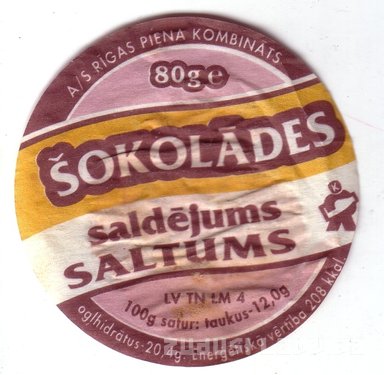 A/S RĪGAS PIENA KOMBINĀTS
80g e
ŠOKOLĀDES
saldējums
SALTUMS
K
LV TN LM 4
100g satur: taukus-12,0g
ogļhidrātus-20,4g. Enerģētiskā vērtība 208 kkal.